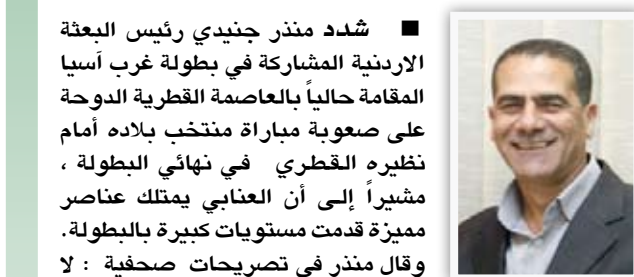 ■ شدد منذر جنيدي رئيس البعثة
الاردنية المشاركة في بطولة غرب آسيا
المقامة حالياً بالعاصمة القطرية الدوحة
على صعوبة مباراة منتخب بلاده أمام
نظيره القطري في نهائي البطولة ،
مشيراً إلى أن العنابي يمتلك عناصر
مميزة قدمت مستويات كبيرة بالبطولة.
وقال منذر في تصريحات صحفية : لا